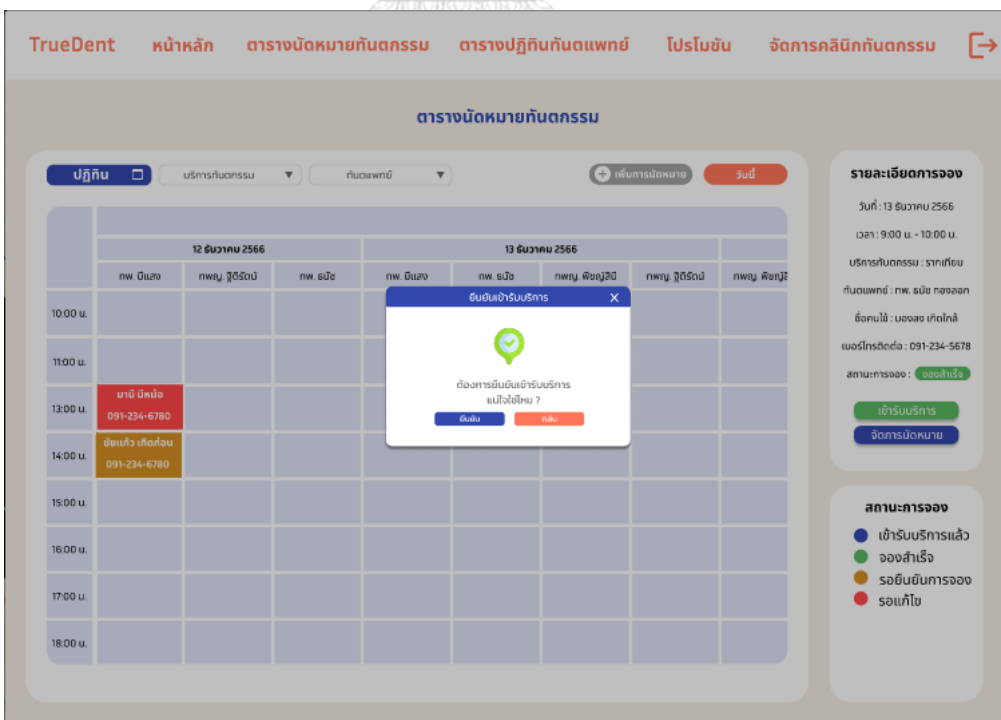 TrueDent หน้าหลัก ตารางนัดหมายทันตกรรม ตารางปฏิทินทันตแพทย์ โปรโมชัน จัดการคลินิกทันตกรรม
ตารางนัดหมายทันตกรรม
ปฏิทิน บริการทันตกรรม ทันตแพทย์ เพิ่มการนัดหมาย วันนี้
12 ธันวาคม 2566 13 ธันวาคม 2566
ทพ. มีแสง ทพญ. ฐิติรัตน์ ทพ. ธนัช ทพ. มีแสง ทพ. ธนัช ทพญ. พิชญ์สินี ทพญ. ฐิติรัตน์
10:00 น.
11:00 น.
13:00 น.
14:00 น.
15:00 น.
16:00 น.
17:00 น.
18:00 น.
มานี มีหม้อ
091-234-6780
ชัยแก้ว เกิดก่อน
091-234-6780
ยืนยันเข้ารับบริการ X
ต้องการยืนยันเข้ารับบริการ
แน่ใจใช่ไหม ?
ยืนยัน กลับ
รายละเอียดการจอง
วันที่ : 13 ธันวาคม 2566
เวลา : 9:00 น. - 10:00 น.
บริการทันตกรรม : รากเทียม
ทันตแพทย์ : ทพ. ธนัช ทองออก
ชื่อคนไข้ : มองลง เกิดใกล้
เบอร์โทรติดต่อ : 091-234-5678
สถานะการจอง : จองสำเร็จ
เข้ารับบริการ
จัดการนัดหมาย
สถานะการจอง
เข้ารับบริการแล้ว
จองสำเร็จ
รอยืนยันการจอง
รอแก้ไข